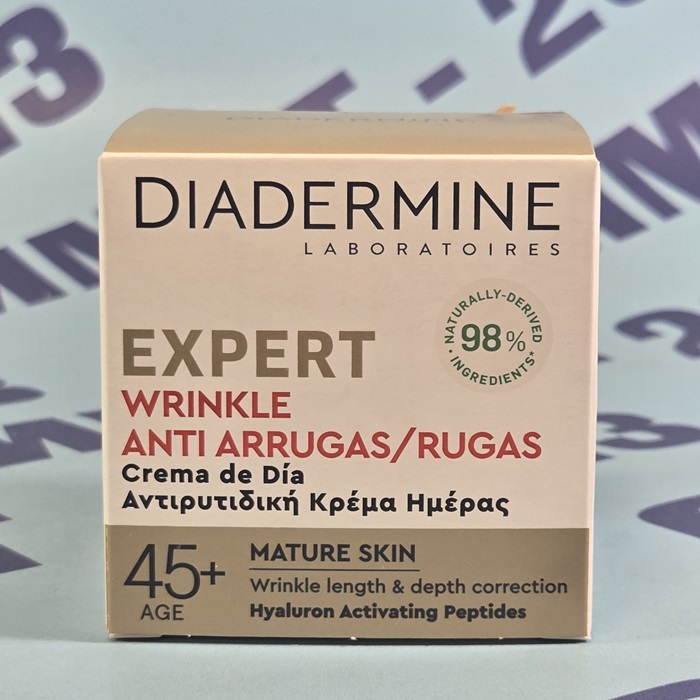 DIADERMINE
LABORATOIRES
NATURALLY-DERIVED
98%
INGREDIENTS*
EXPERT
WRINKLE
ANTI ARRUGAS/RUGAS
Crema de Día
Αντιρυτιδική Κρέμα Ημέρας
45+
AGE
MATURE SKIN
Wrinkle length & depth correction
Hyaluron Activating Peptides